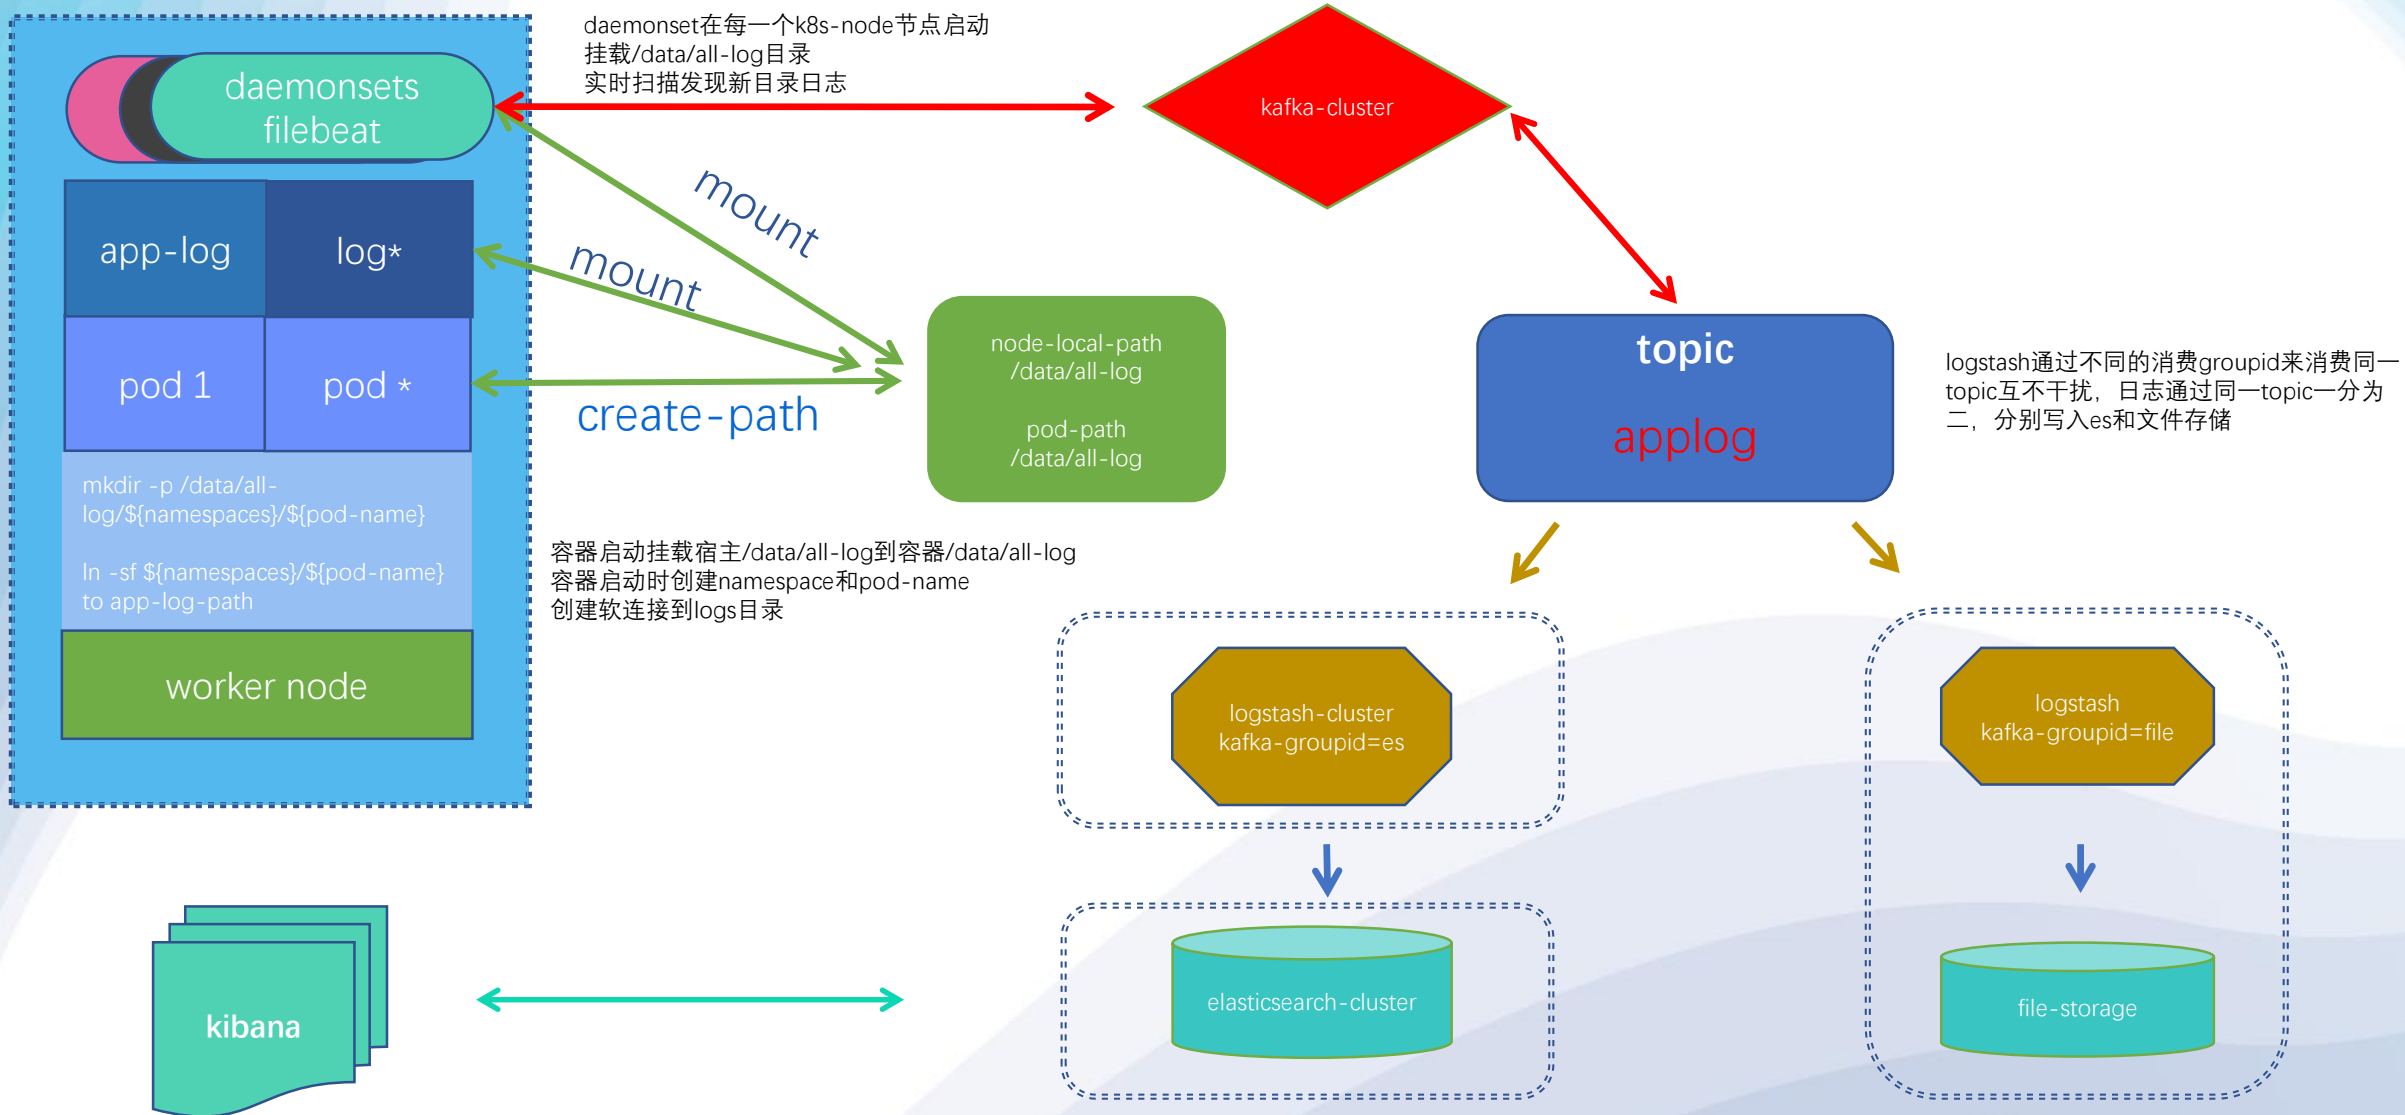 daemonset在每一个k8s-node节点启动
挂载/data/all-log目录
实时扫描发现新目录日志
daemonsets
filebeat
kafka-cluster
mount
mount
app-log
log*
pod 1
pod *
create-path
node-local-path
/data/all-log
pod-path
/data/all-log
topic
applog
logstash通过不同的消费groupid来消费同一
topic互不干扰，日志通过同一topic一分为
二，分别写入es和文件存储
mkdir -p /data/all-
log/${namespaces}/${pod-name}
ln -sf ${namespaces}/${pod-name}
to app-log-path
容器启动挂载宿主/data/all-log到容器/data/all-log
容器启动时创建namespace和pod-name
创建软连接到logs目录
worker node
logstash-cluster
kafka-groupid=es
logstash
kafka-groupid=file
kibana
elasticsearch-cluster
file-storage